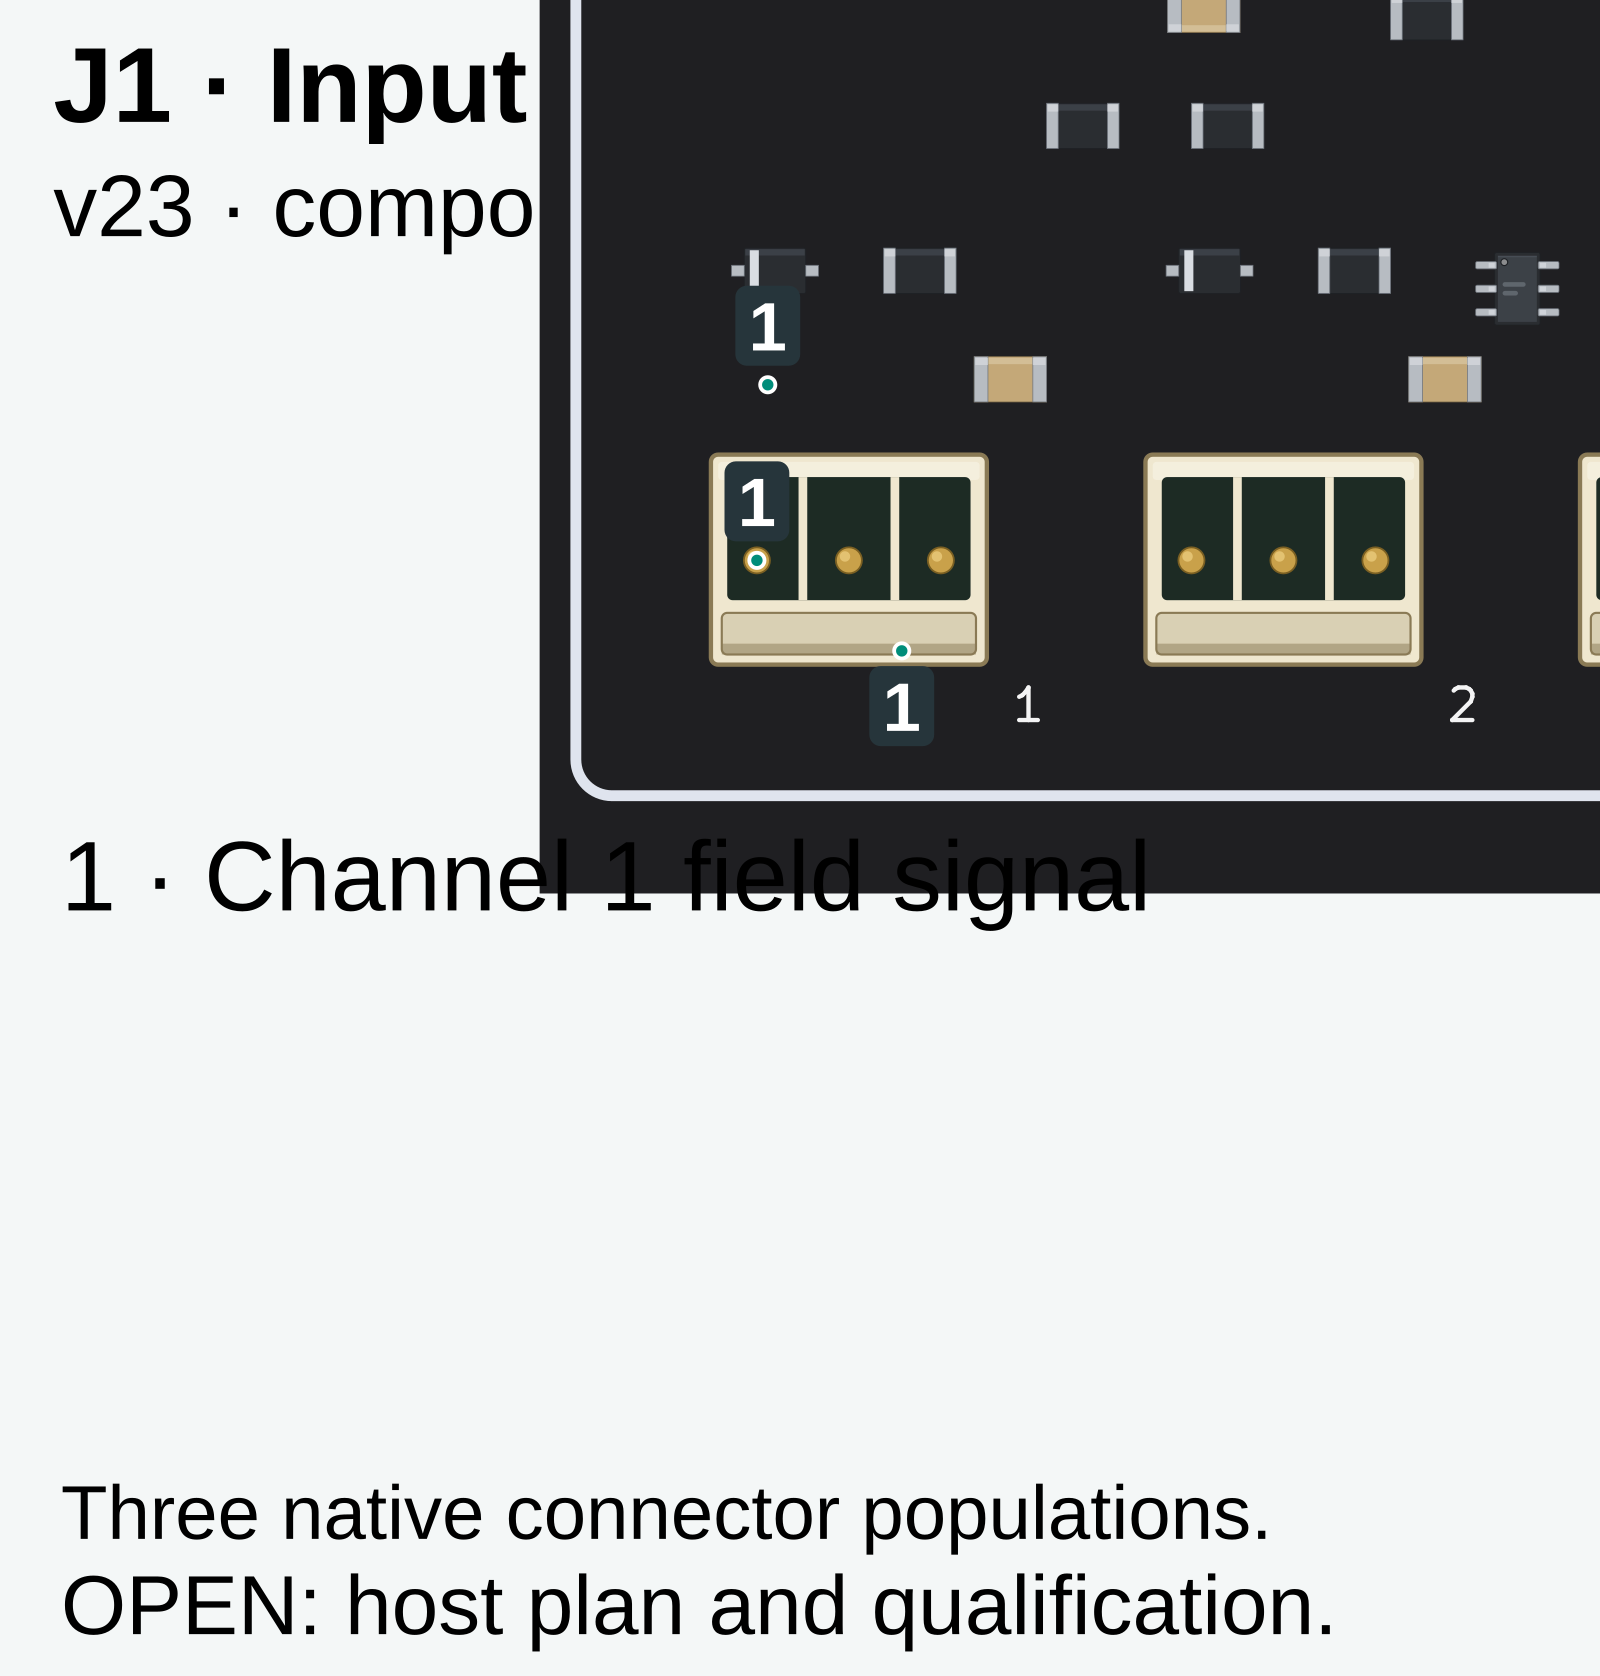 J1 · Input
v23 · compo
1
1
1
1
2
1 · Channel 1 field signal
Three native connector populations.
OPEN: host plan and qualification.